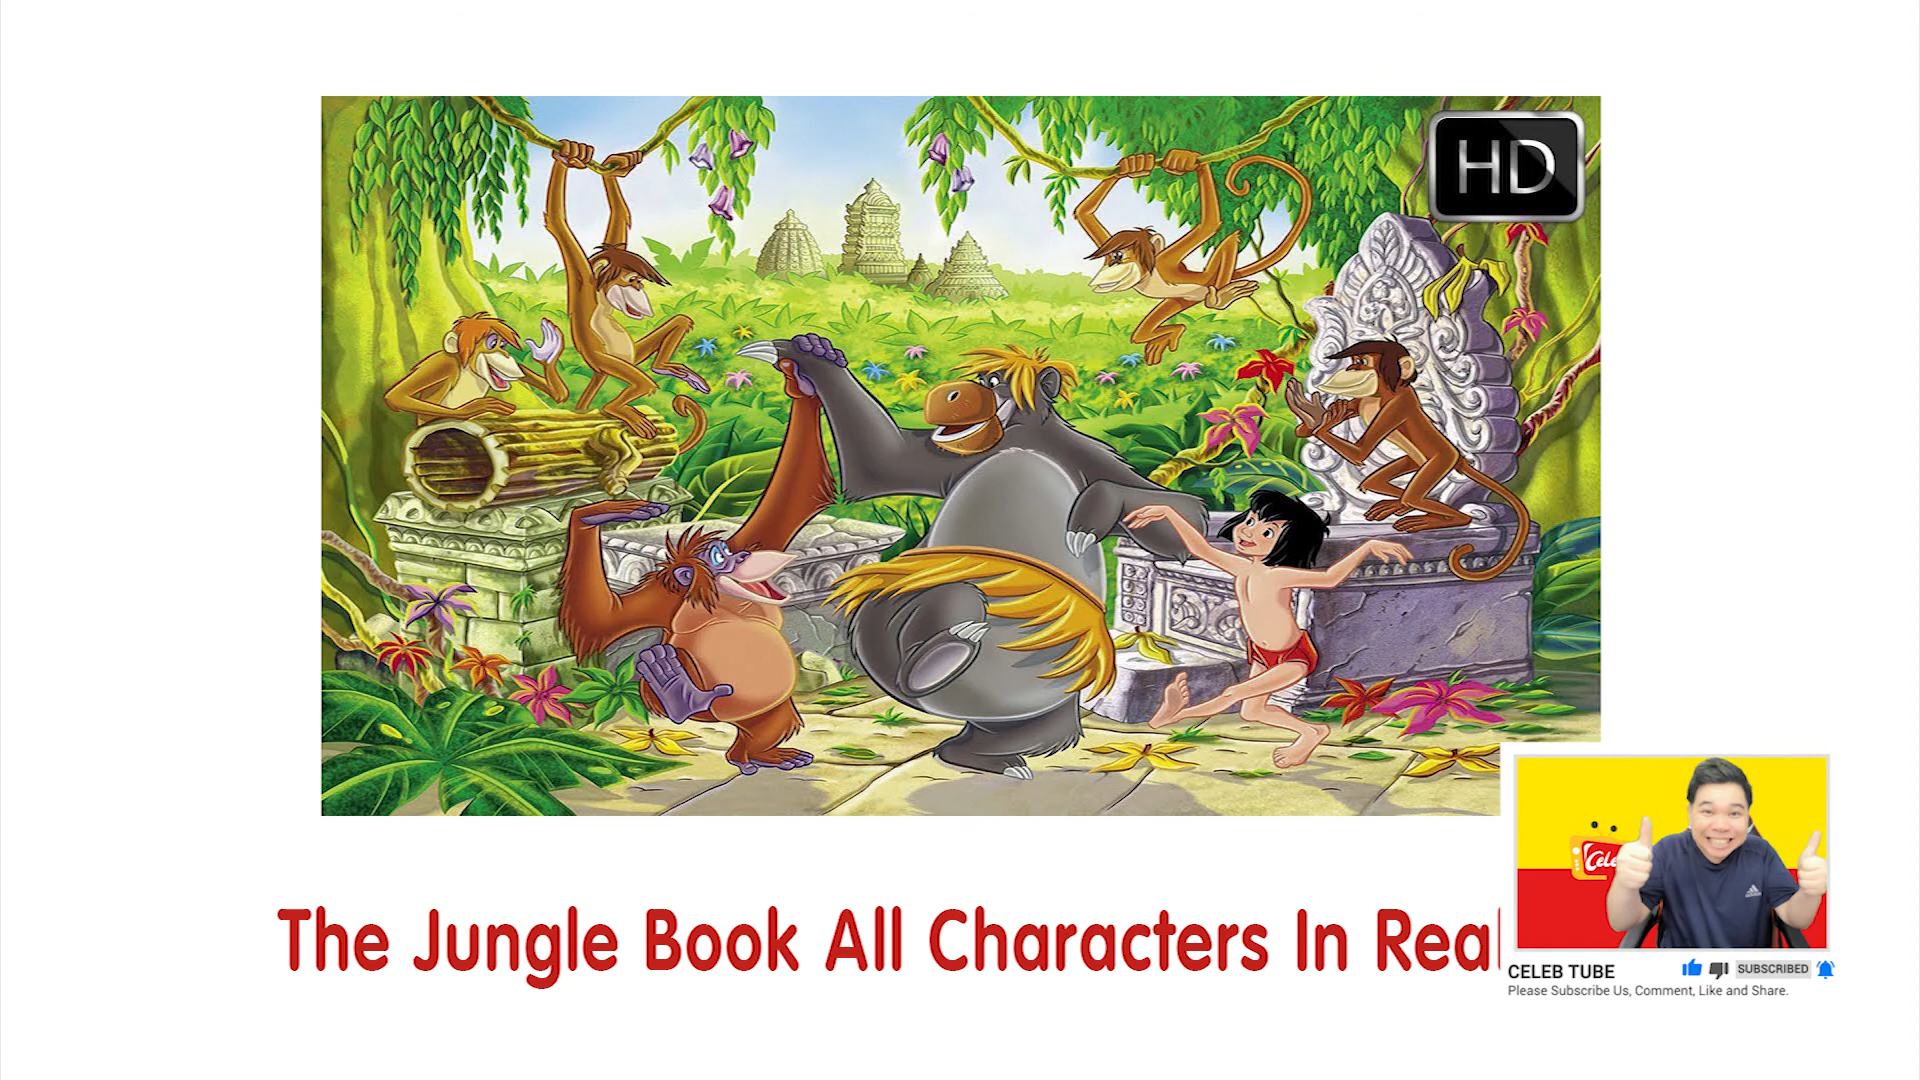 HD
The Jungle Book All Characters In Real
CELEB TUBE
SUBSCRIBED
Please Subscribe Us, Comment, Like and Share.